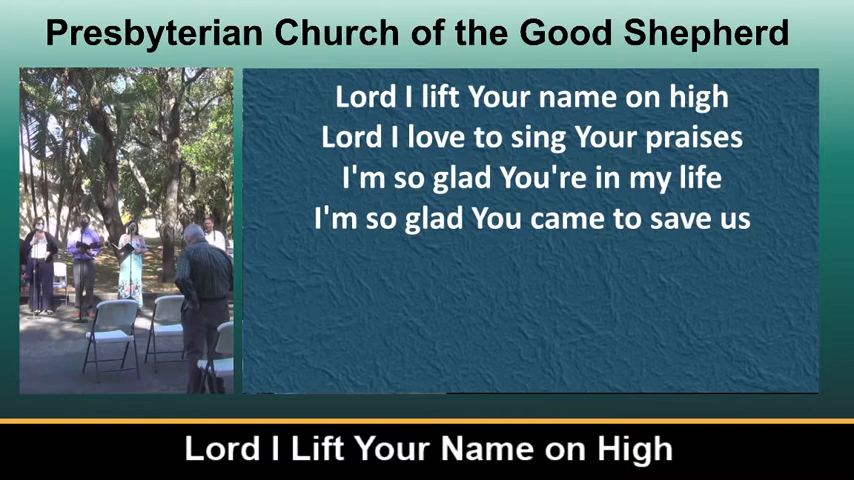 Presbyterian Church of the Good Shepherd
Lord I lift Your name on high
Lord I love to sing Your praises
I'm so glad You're in my life
I'm so glad You came to save us
Lord I Lift Your Name on High